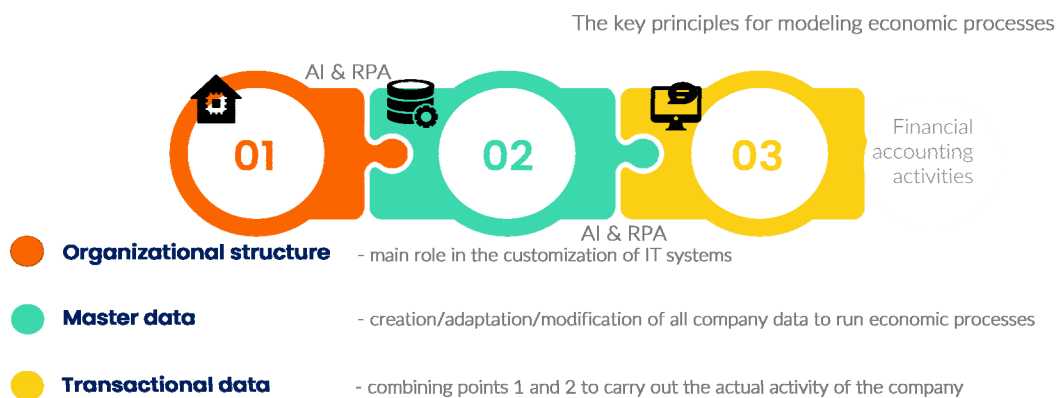 The key principles for modeling economic processes
AI & RPA
01
02
03
Financial
accounting
activities
AI & RPA
Organizational structure - main role in the customization of IT systems
Master data - creation/adaptation/modification of all company data to run economic processes
Transactional data - combining points 1 and 2 to carry out the actual activity of the company